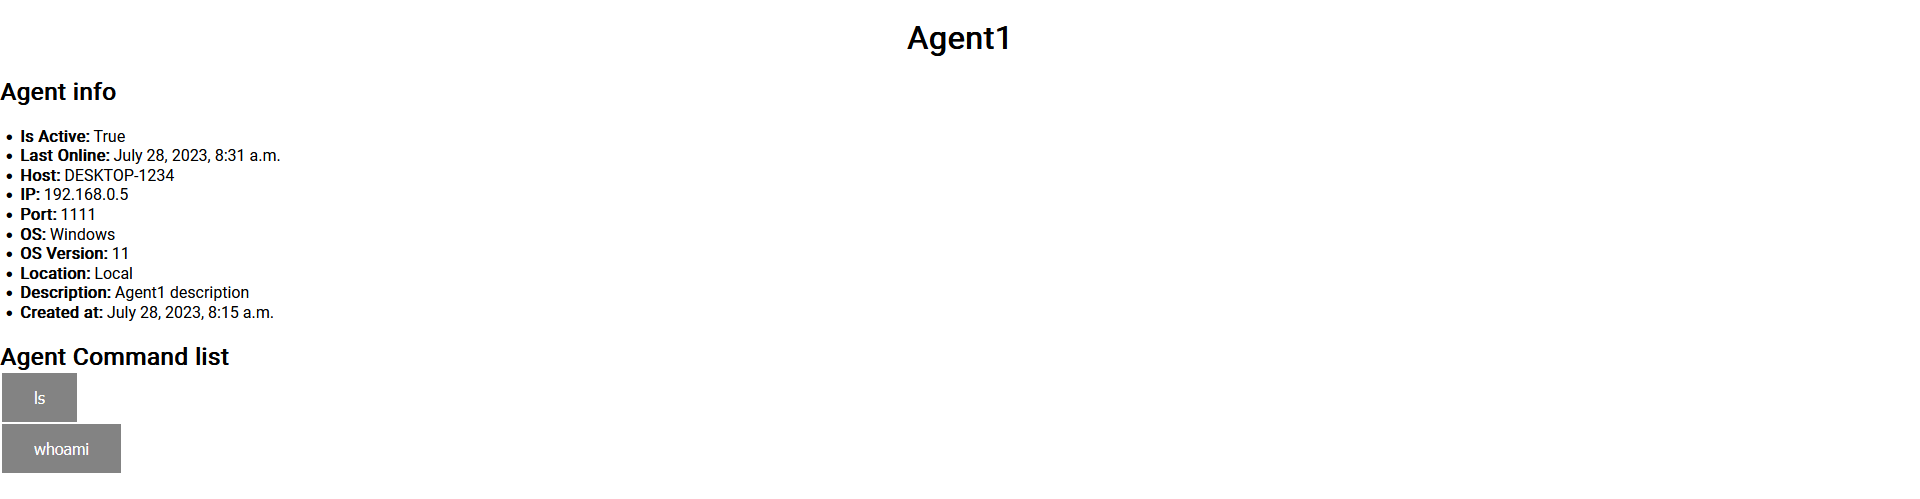 Agent1
Agent info
Is Active: True
Last Online: July 28, 2023, 8:31 a.m.
Host: DESKTOP-1234
IP: 192.168.0.5
Port: 1111
OS: Windows
OS Version: 11
Location: Local
Description: Agent1 description
Created at: July 28, 2023, 8:15 a.m.
Agent Command list
ls
whoami